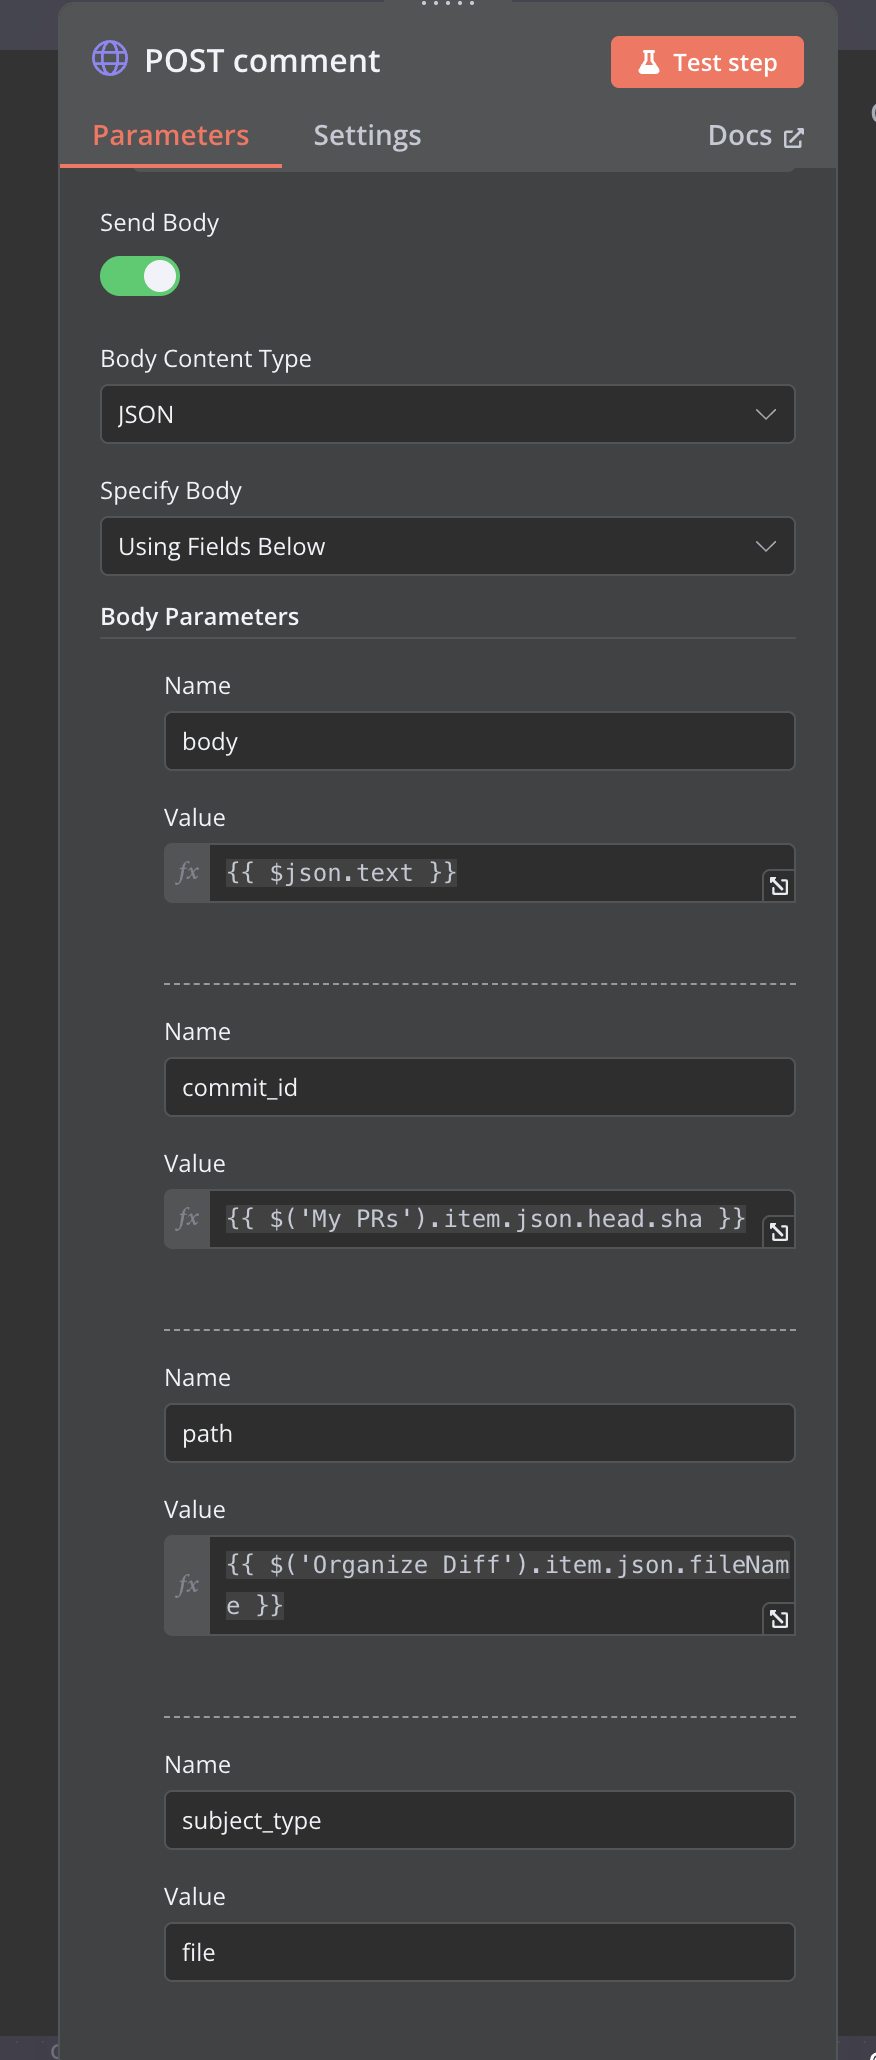 POST comment
Test step
Parameters
Settings
Docs
Send Body
Body Content Type
JSON
Specify Body
Using Fields Below
Body Parameters
Name
body
Value
fx
{{ $json.text }}
Name
commit_id
Value
fx
{{ $('My PRs').item.json.head.sha }}
Name
path
Value
fx
{{ $('Organize Diff').item.json.fileNam
e }}
Name
subject_type
Value
file